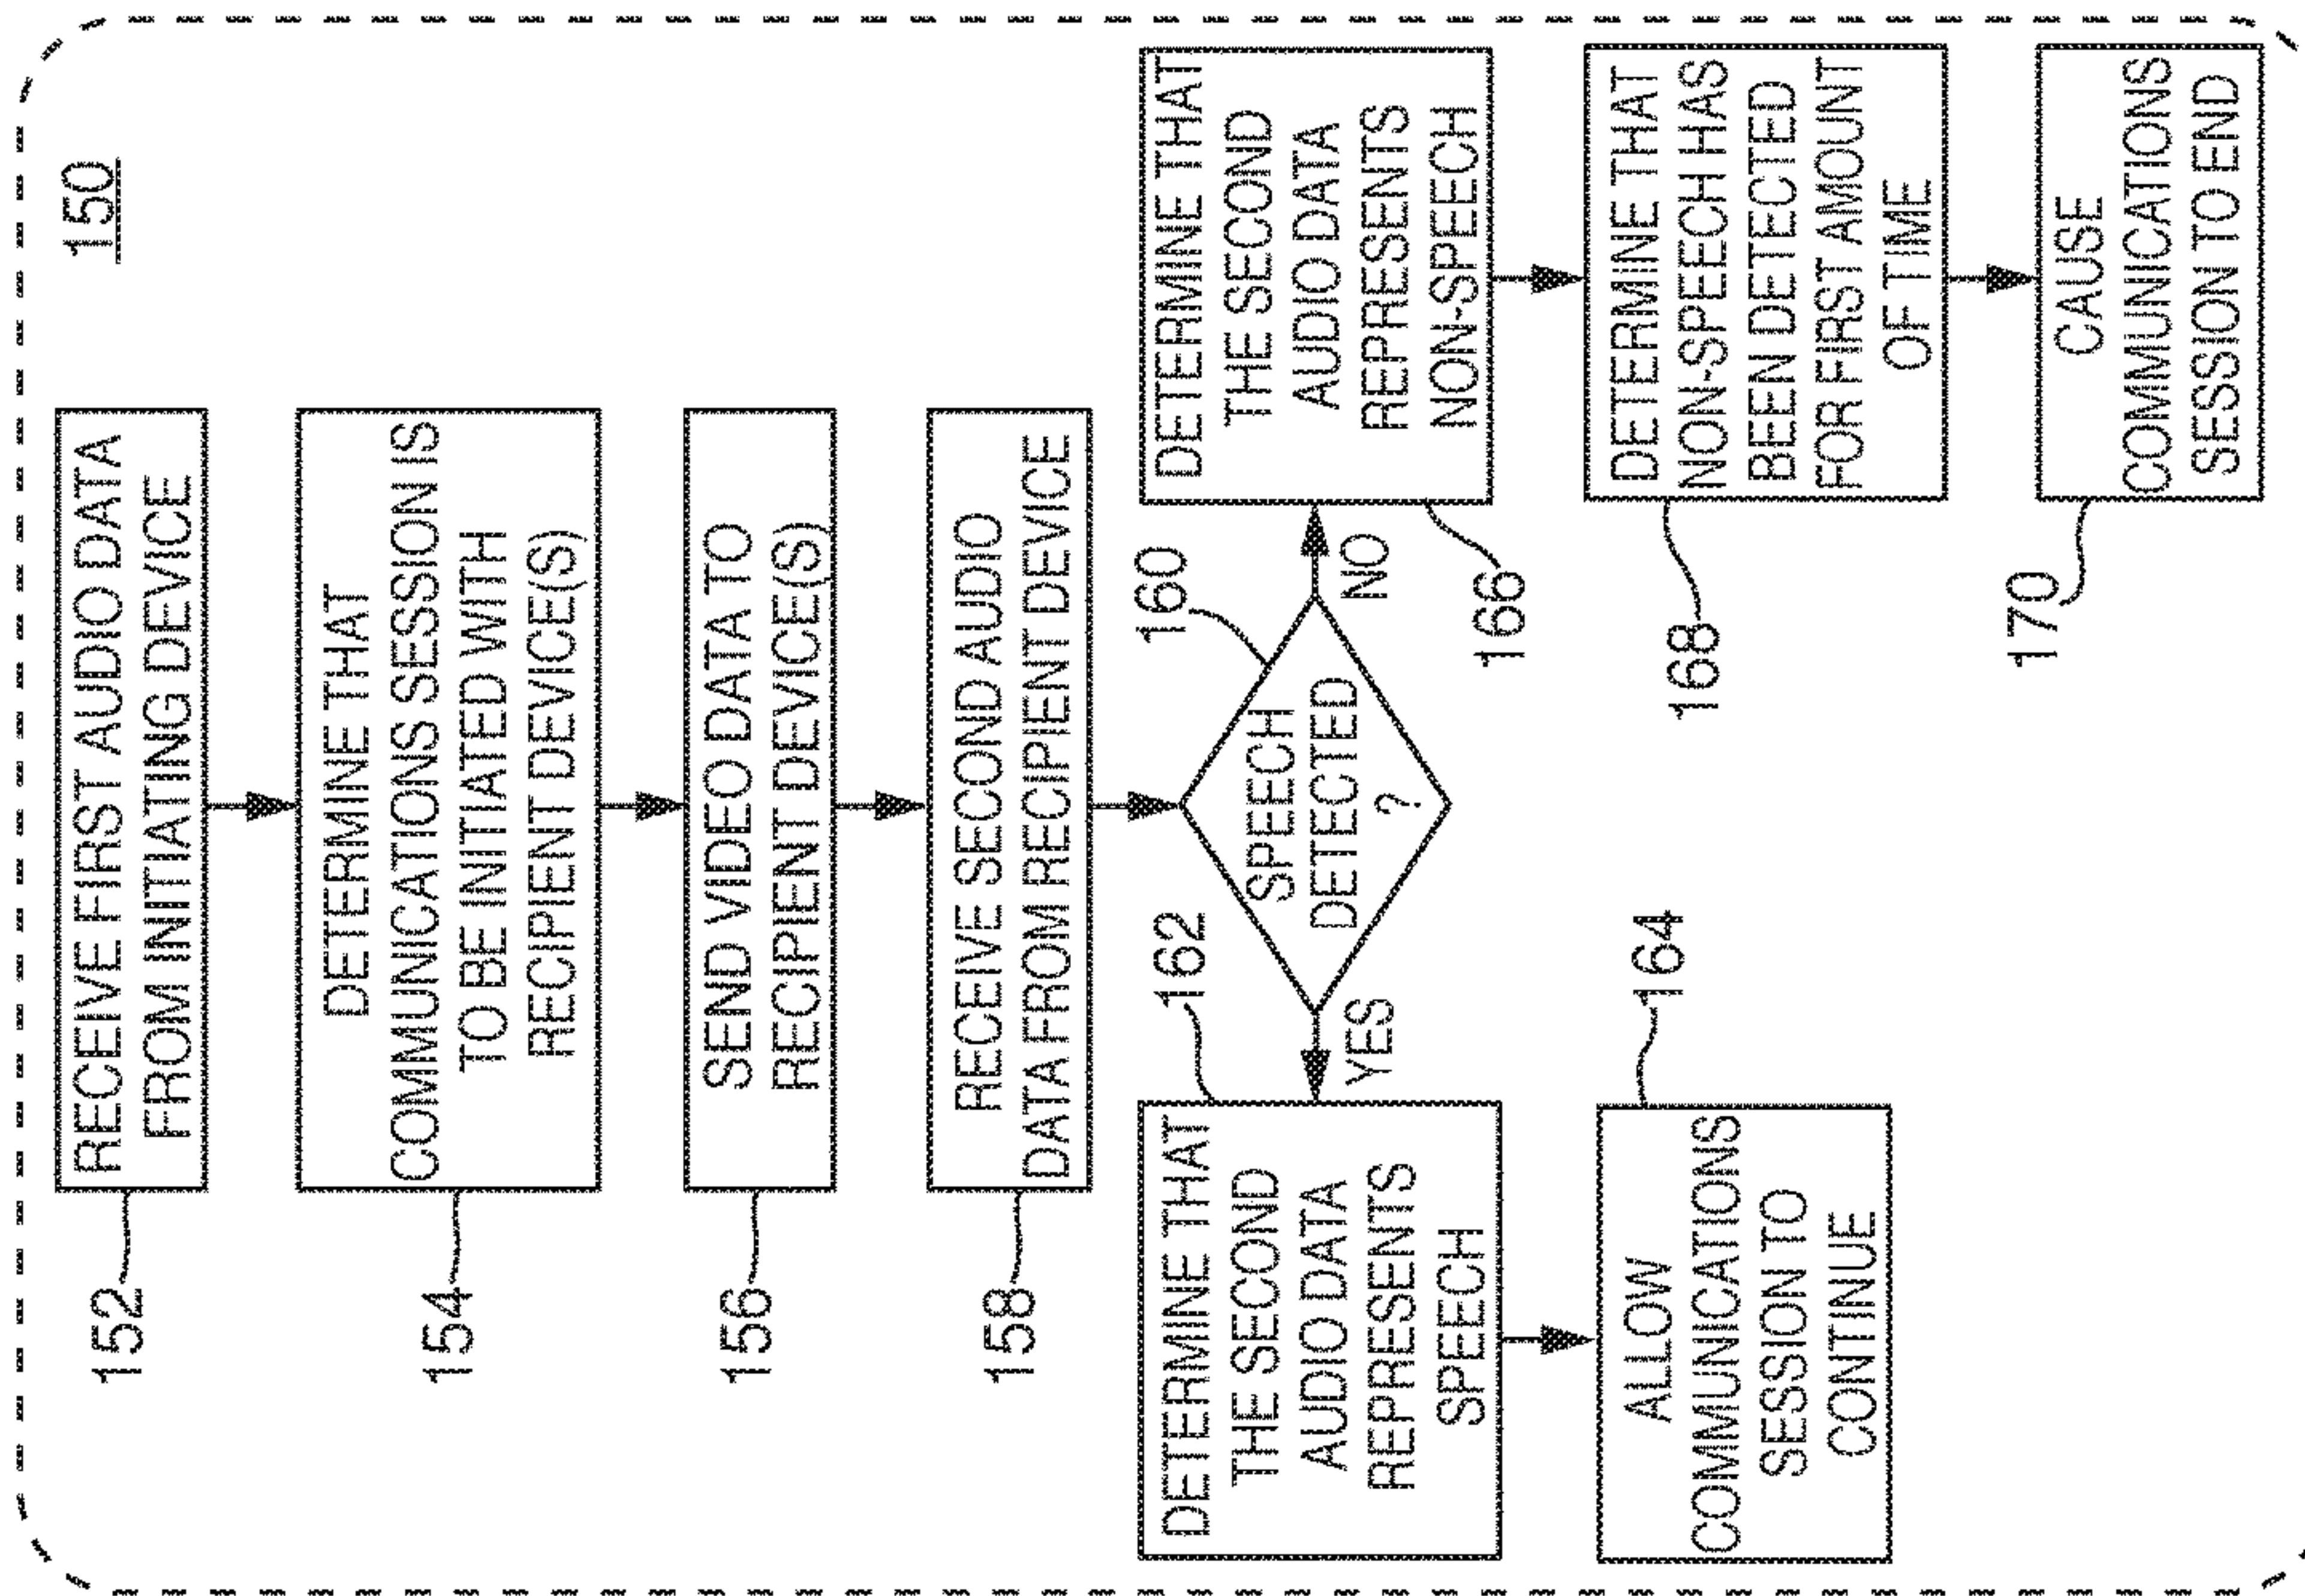 150
152
RECEIVE FIRST AUDIO DATA
FROM INITIATING DEVICE
154
DETERMINE THAT
COMMUNICATIONS SESSION IS
TO BE INITIATED WITH
RECIPIENT DEVICE(S)
156
SEND VIDEO DATA TO
RECIPIENT DEVICE(S)
158
RECEIVE SECOND AUDIO
DATA FROM RECIPIENT DEVICE
160
SPEECH
DETECTED
?
YES
NO
162
DETERMINE THAT
THE SECOND
AUDIO DATA
REPRESENTS
SPEECH
164
ALLOW
COMMUNICATIONS
SESSION TO
CONTINUE
166
DETERMINE THAT
THE SECOND
AUDIO DATA
REPRESENTS
NON-SPEECH
168
DETERMINE THAT
NON-SPEECH HAS
BEEN DETECTED
FOR FIRST AMOUNT
OF TIME
170
CAUSE
COMMUNICATIONS
SESSION TO END